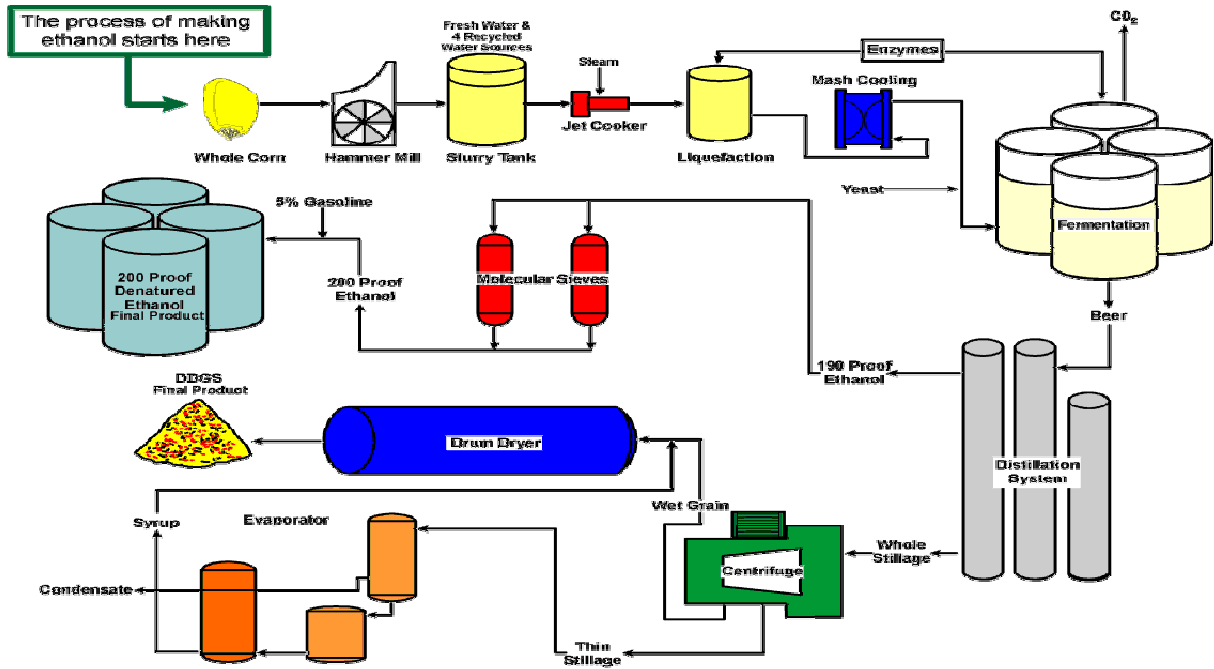 The process of making
ethanol starts here
Fresh Water &
4 Recycled
Water Sources
Steam
Enzymes
CO₂
Mash Cooling
Whole Corn
Hammer Mill
Slurry Tank
Jet Cooker
Liquefaction
Yeast
Fermentation
5% Gasoline
200 Proof
Denatured
Ethanol
Final Product
200 Proof
Ethanol
Molecular Sieves
Beer
190 Proof
Ethanol
DDGS
Final Product
Drum Dryer
Distillation
System
Syrup
Evaporator
Wet Grain
Centrifuge
Whole
Stillage
Condensate
Thin
Stillage